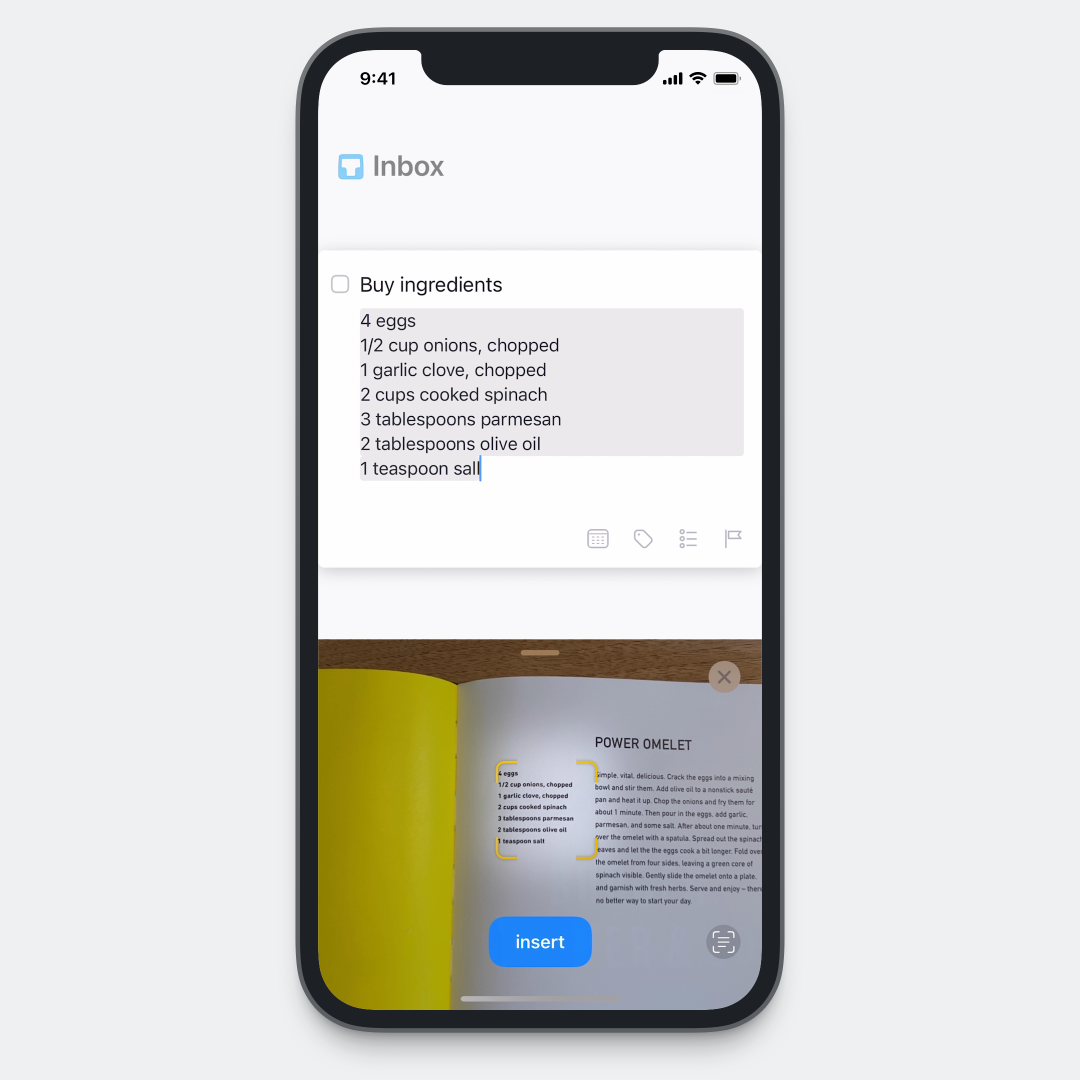 9:41
Inbox
Buy ingredients
4 eggs
1/2 cup onions, chopped
1 garlic clove, chopped
2 cups cooked spinach
3 tablespoons parmesan
2 tablespoons olive oil
1 teaspoon salt
POWER OMELET
4 eggs
1/2 cup onions, chopped
1 garlic clove, chopped
2 cups cooked spinach
3 tablespoons parmesan
2 tablespoons olive oil
1 teaspoon salt
Simple, vital, delicious. Crack the eggs into a mixing
bowl and stir them. Add olive oil to a nonstick sauté
pan and heat it up. Chop the onions and fry them for
about 1 minute. Then pour in the eggs, add garlic,
parmesan, and some salt. After about one minute, tur
over the omelet with a spatula. Spread out the spinach
leaves and let the the eggs cook a bit longer. Fold over
the omelet from four sides, leaving a green core of
spinach visible. Gently slide the omelet onto a plate,
and garnish with fresh herbs. Serve and enjoy – there
no better way to start your day.
insert